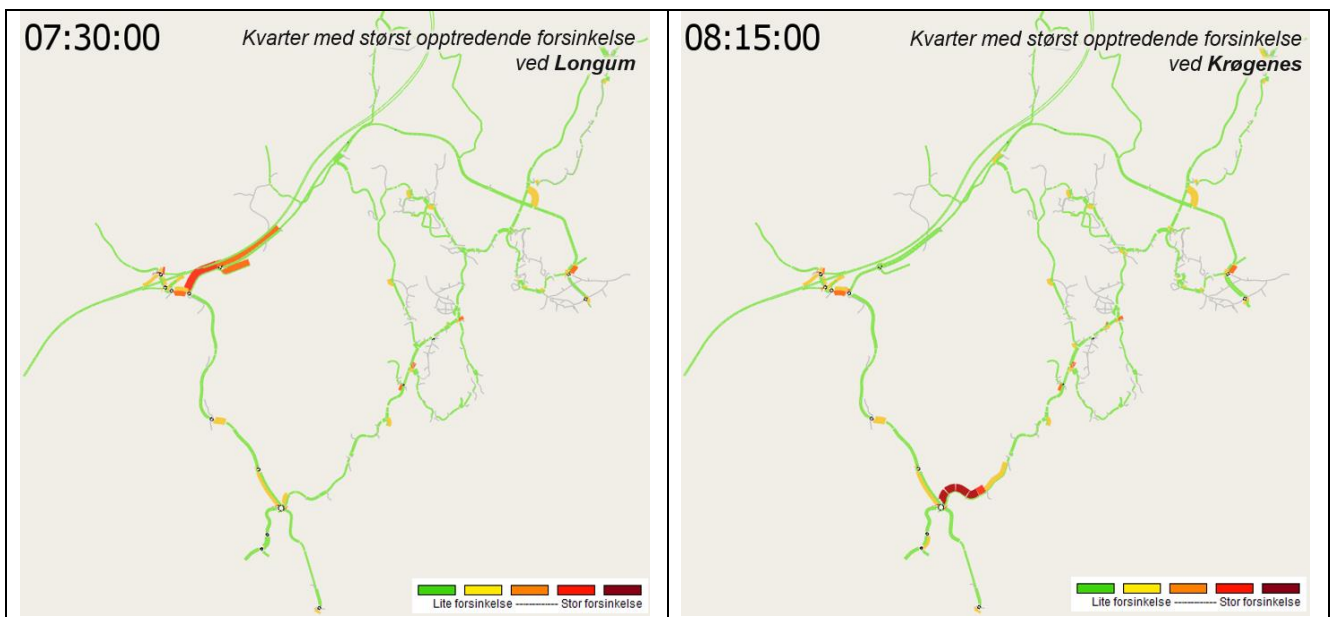 07:30:00
Kvarter med størst opptredende forsinkelse
ved Longum
Lite forsinkelse ------------- Stor forsinkelse
08:15:00
Kvarter med størst opptredende forsinkelse
ved Krøgenes
Lite forsinkelse ------------- Stor forsinkelse